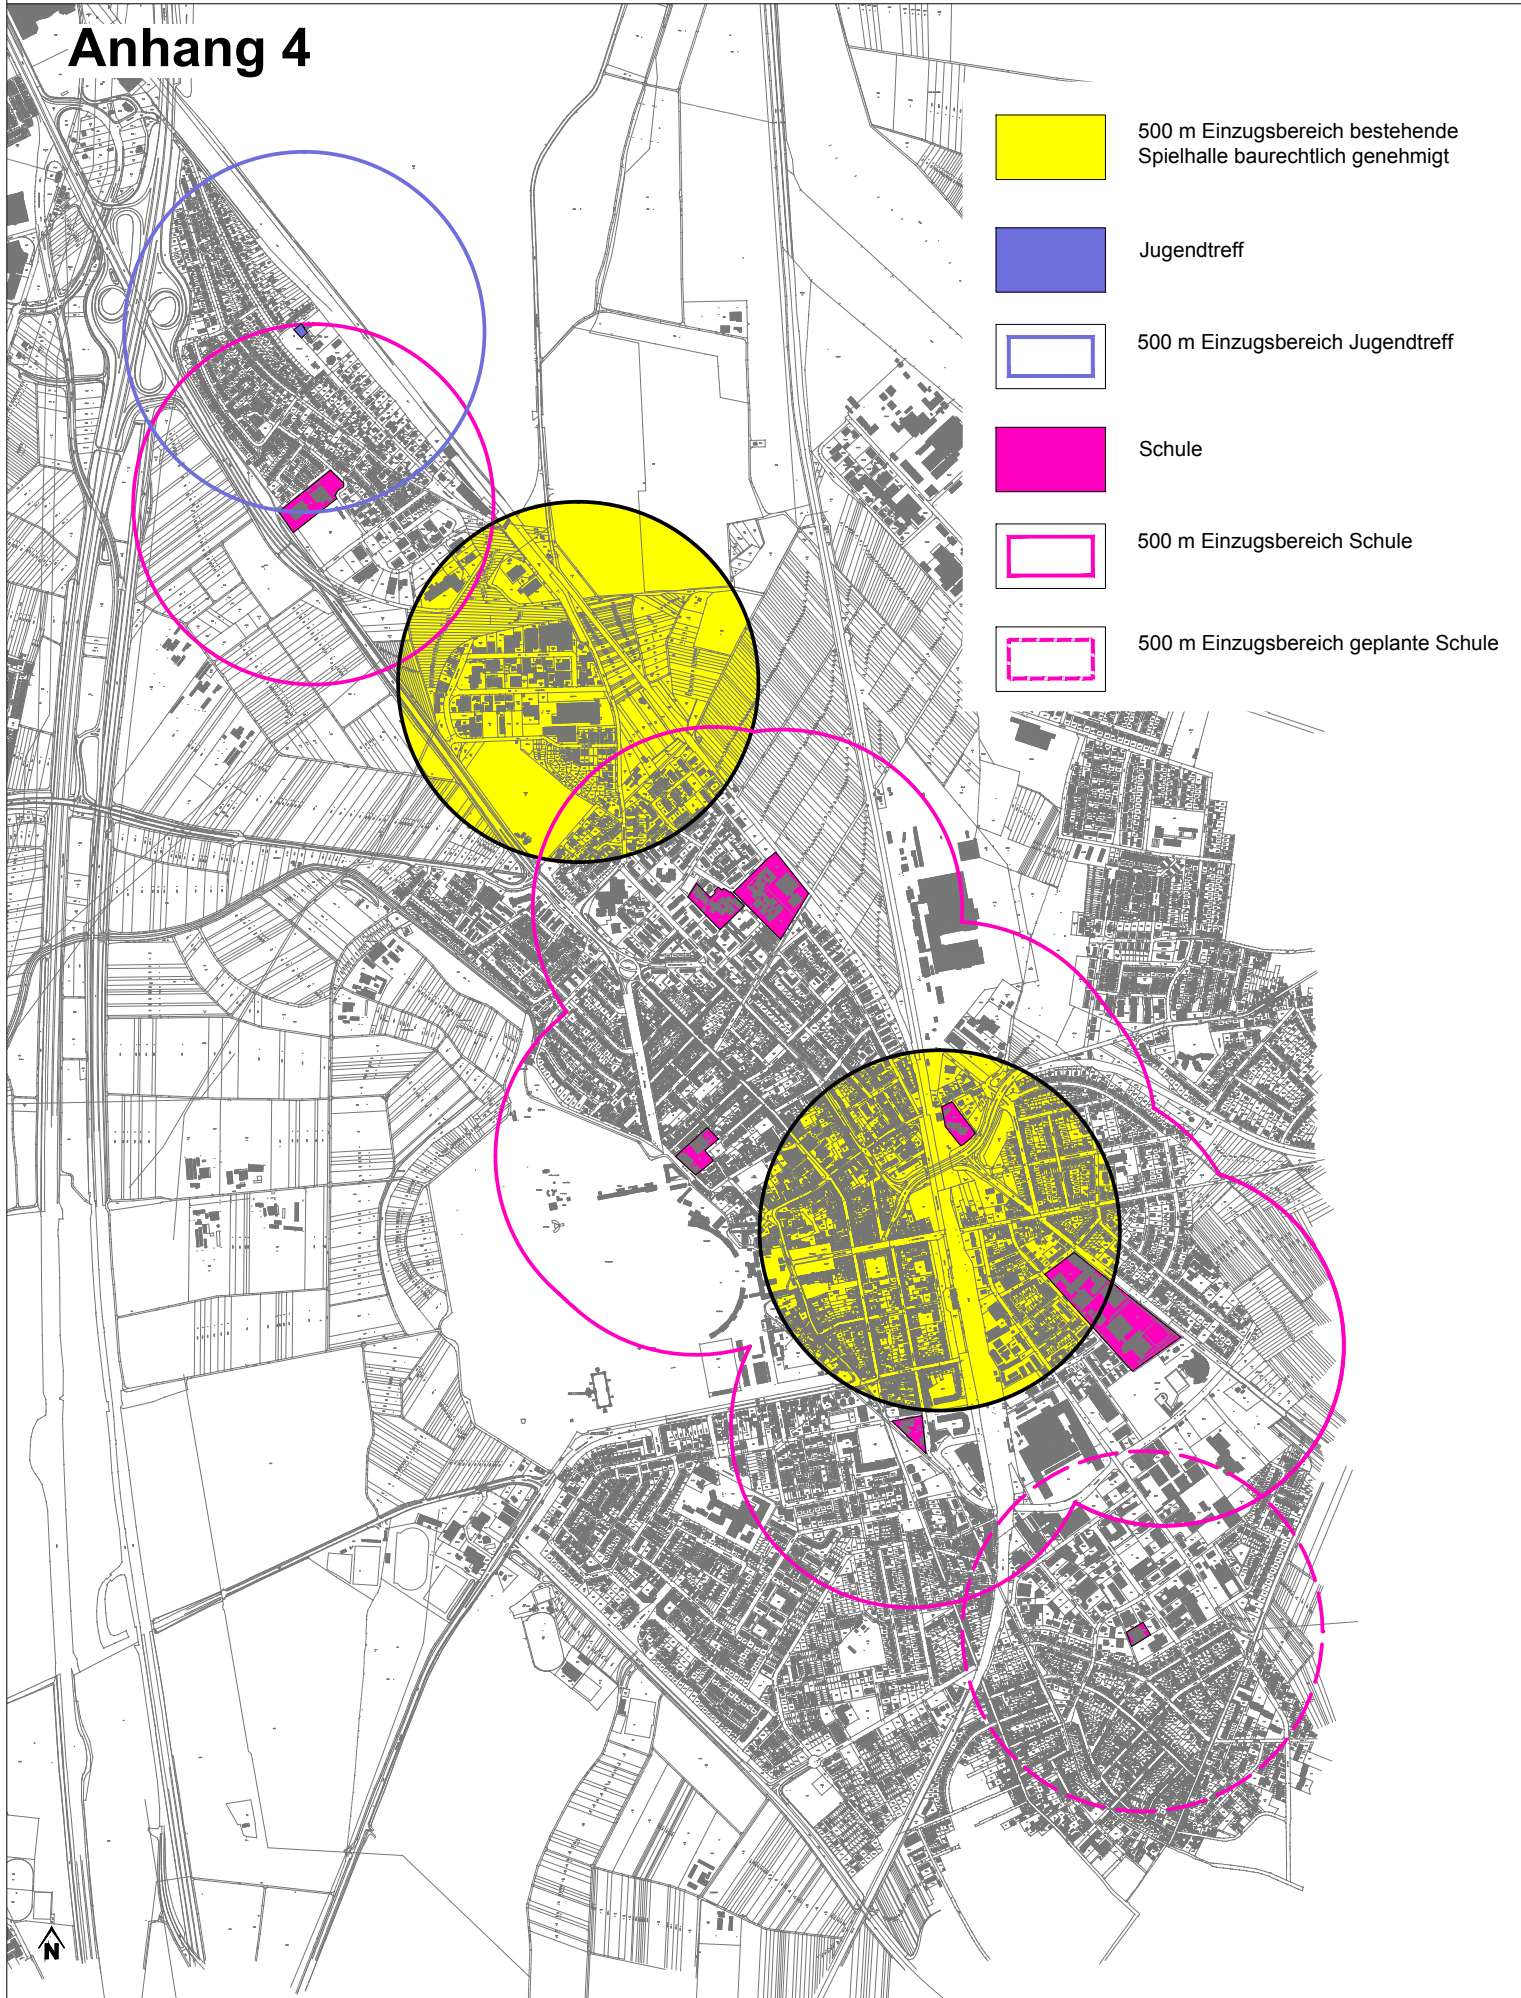 Anhang 4
500 m Einzugsbereich bestehende
Spielhalle baurechtlich genehmigt
Jugendtreff
500 m Einzugsbereich Jugendtreff
Schule
500 m Einzugsbereich Schule
500 m Einzugsbereich geplante Schule
N